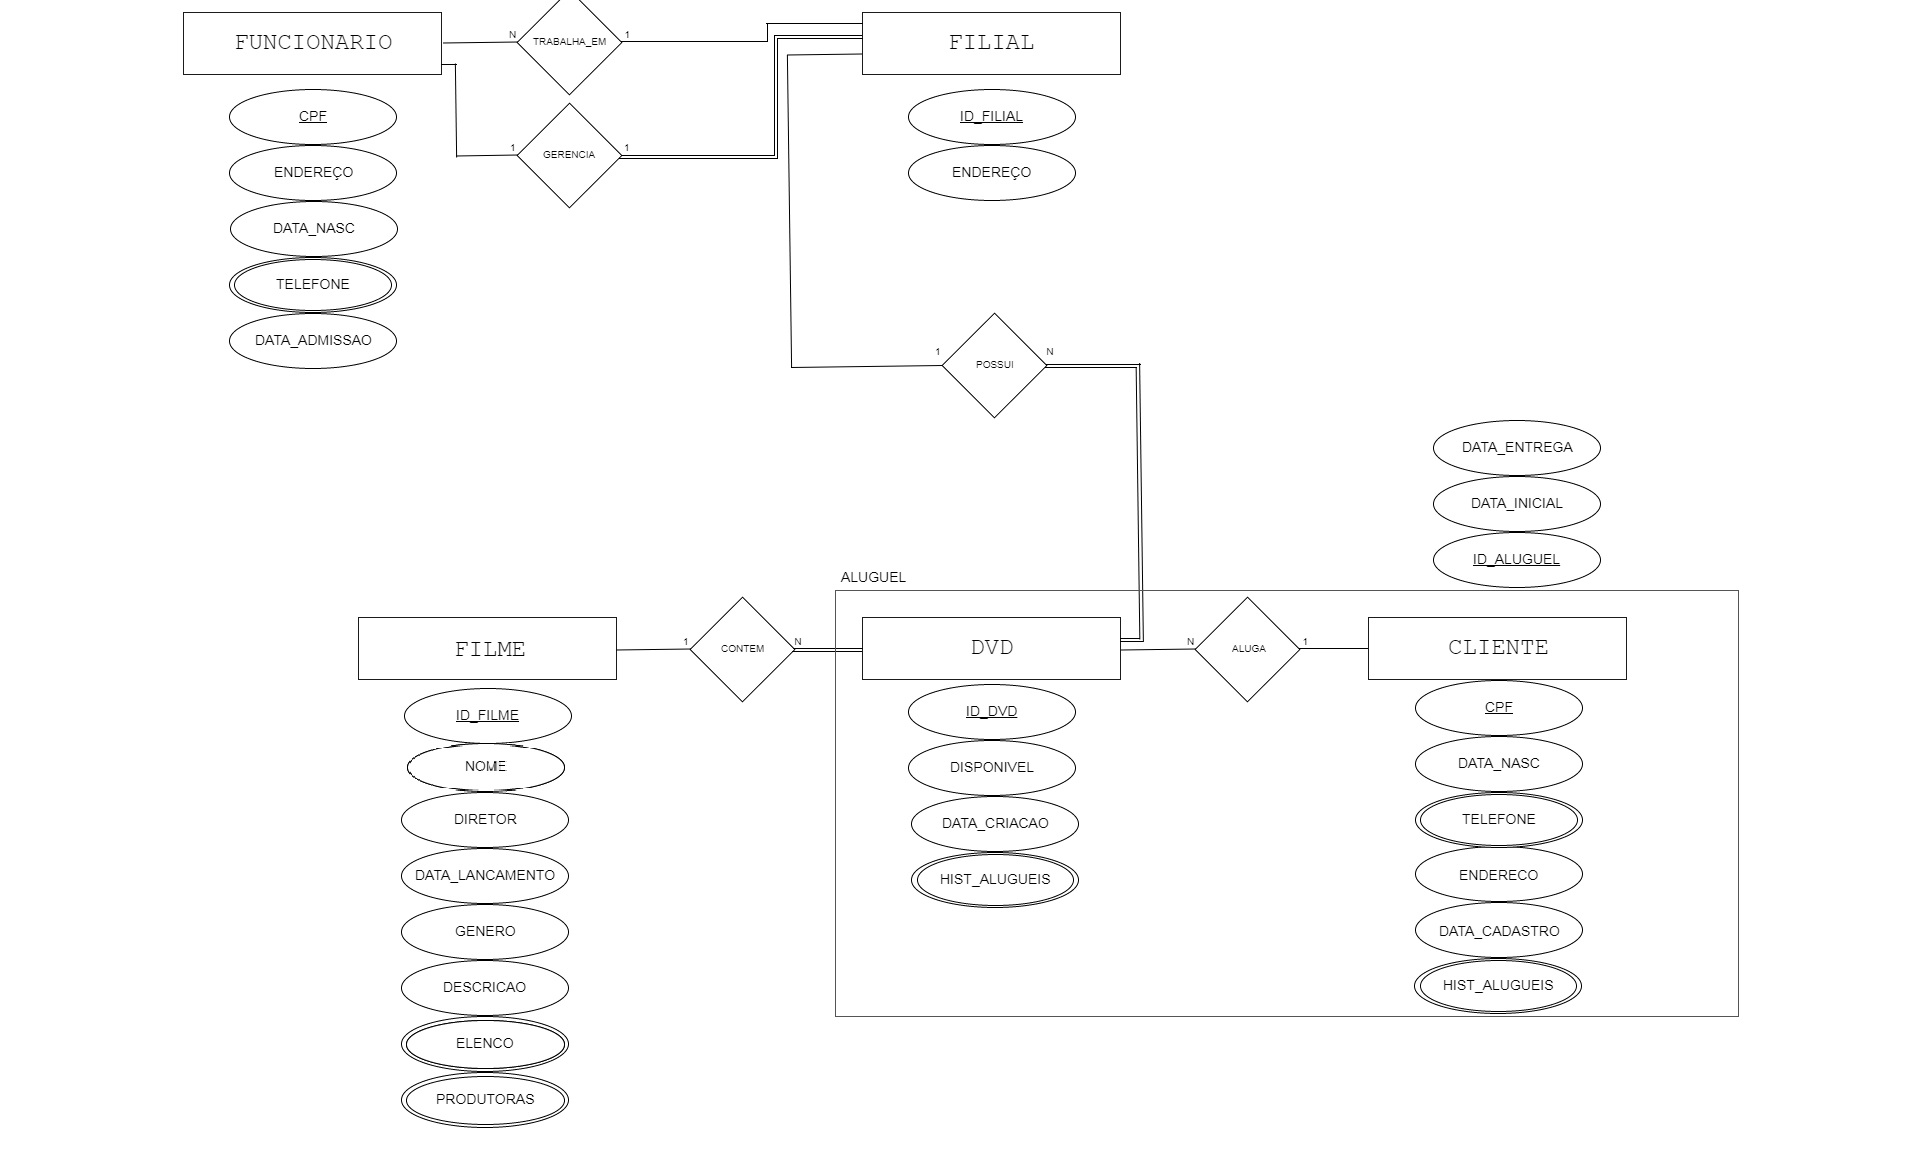 FUNCIONARIO
N
TRABALHA_EM
1
FILIAL
CPF
ENDEREÇO
DATA_NASC
TELEFONE
DATA_ADMISSAO
1
GERENCIA
1
ID_FILIAL
ENDEREÇO
1
POSSUI
N
DATA_ENTREGA
DATA_INICIAL
ID_ALUGUEL
ALUGUEL
FILME
1
CONTEM
N
DVD
N
ALUGA
1
CLIENTE
ID_FILME
NOME
DIRETOR
DATA_LANCAMENTO
GENERO
DESCRICAO
ELENCO
PRODUTORAS
ID_DVD
DISPONIVEL
DATA_CRIACAO
HIST_ALUGUEIS
CPF
DATA_NASC
TELEFONE
ENDERECO
DATA_CADASTRO
HIST_ALUGUEIS